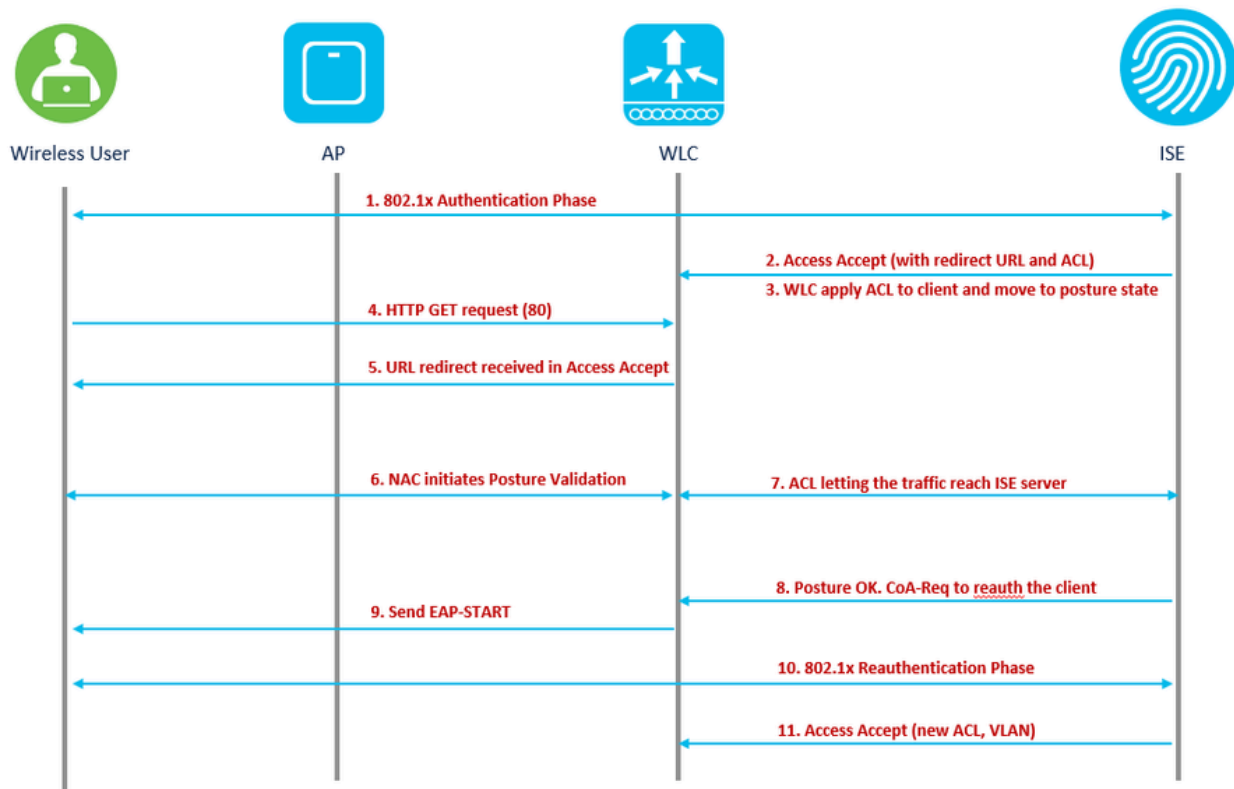 Wireless User
AP
WLC
ISE
1. 802.1x Authentication Phase
2. Access Accept (with redirect URL and ACL)
3. WLC apply ACL to client and move to posture state
4. HTTP GET request (80)
5. URL redirect received in Access Accept
6. NAC initiates Posture Validation
7. ACL letting the traffic reach ISE server
8. Posture OK. CoA-Req to reauth the client
9. Send EAP-START
10. 802.1x Reauthentication Phase
11. Access Accept (new ACL, VLAN)